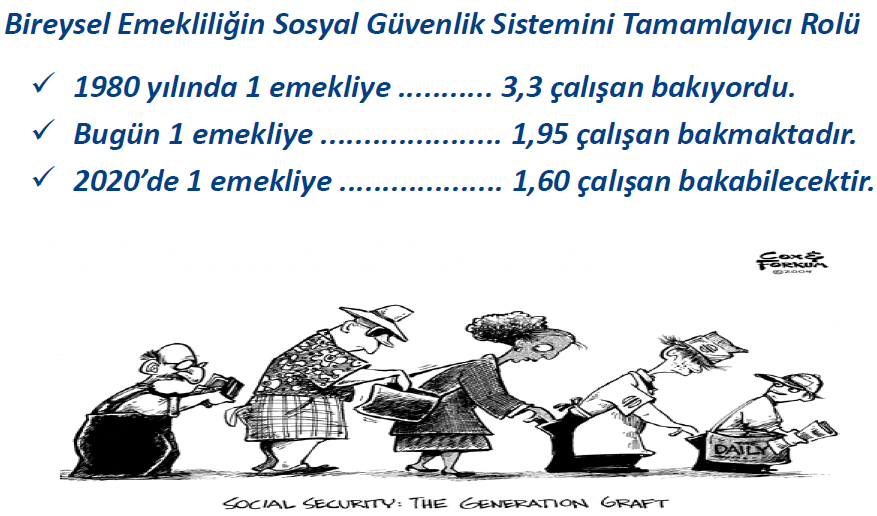 Bireysel Emekliliğin Sosyal Güvenlik Sistemini Tamamlayıcı Rolü
✓ 1980 yılında 1 emekliye ........... 3,3 çalışan bakıyordu.
✓ Bugün 1 emekliye ..................... 1,95 çalışan bakmaktadır.
✓ 2020’de 1 emekliye ................... 1,60 çalışan bakabilecektir.
COX &
FORKUM
©2004
DAILY
SOCIAL SECURITY: THE GENERATION GRAFT